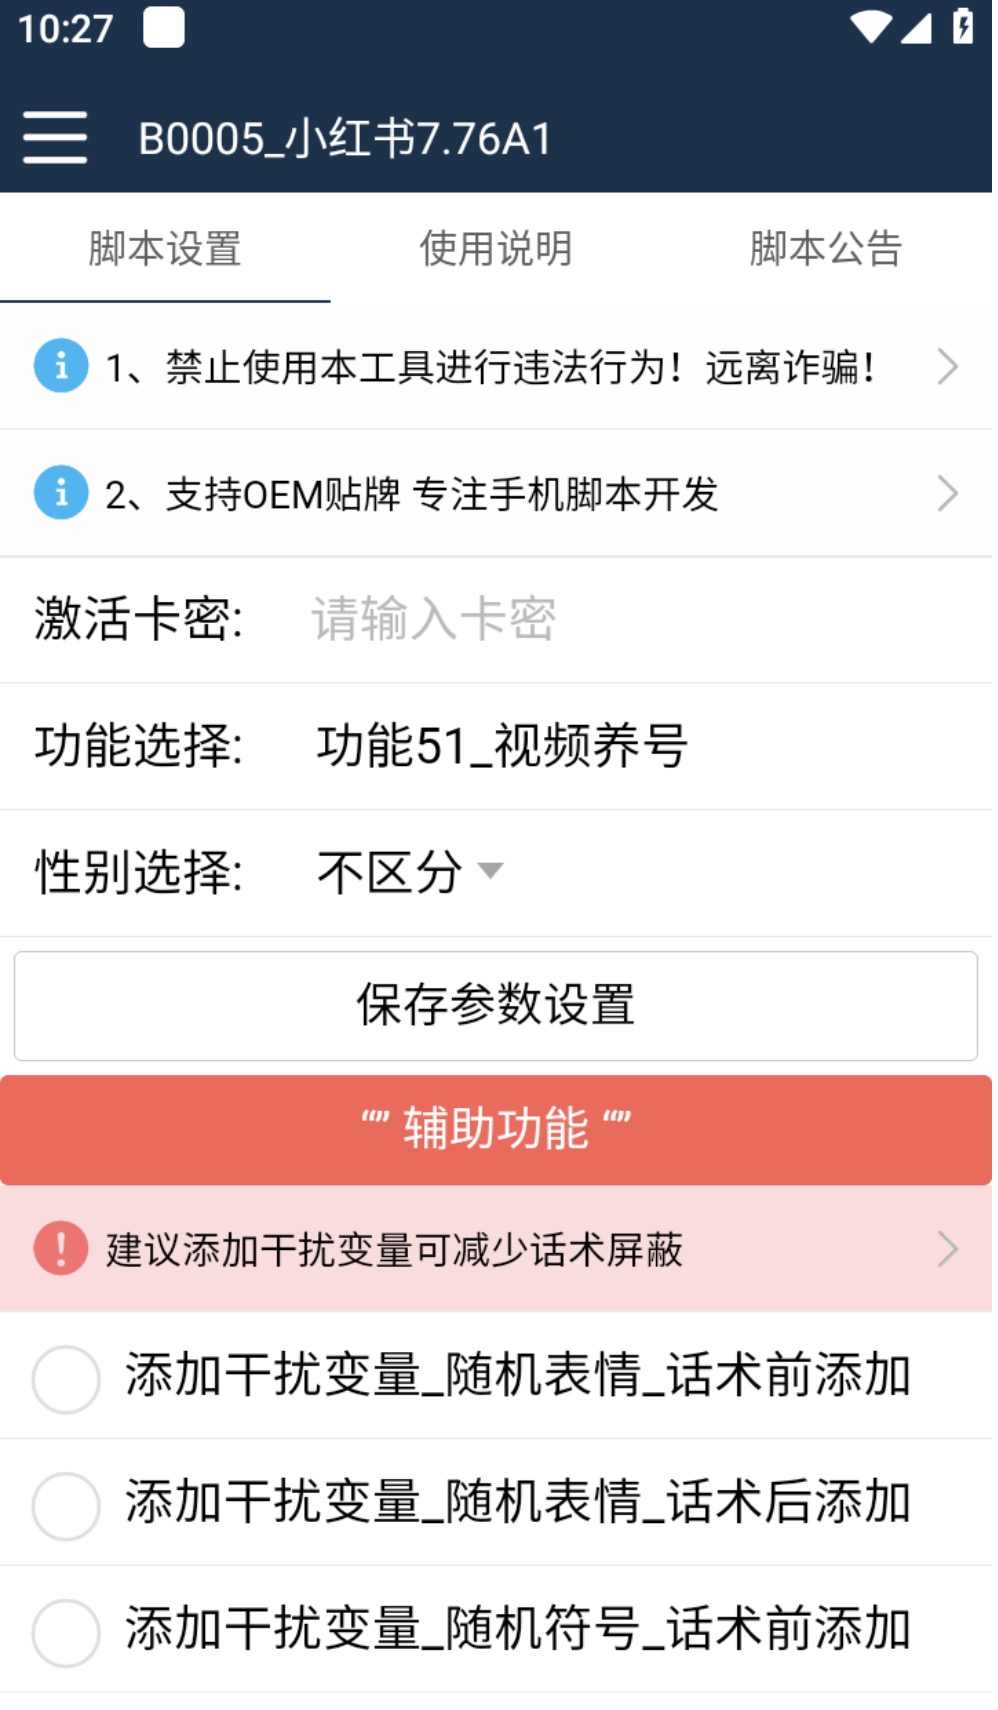 10:27
B0005_小红书7.76A1
脚本设置 使用说明 脚本公告
1、禁止使用本工具进行违法行为！远离诈骗！
2、支持OEM贴牌 专注手机脚本开发
激活卡密: 请输入卡密
功能选择: 功能51_视频养号
性别选择: 不区分
保存参数设置
“” 辅助功能 “”
建议添加干扰变量可减少话术屏蔽
添加干扰变量_随机表情_话术前添加
添加干扰变量_随机表情_话术后添加
添加干扰变量_随机符号_话术前添加